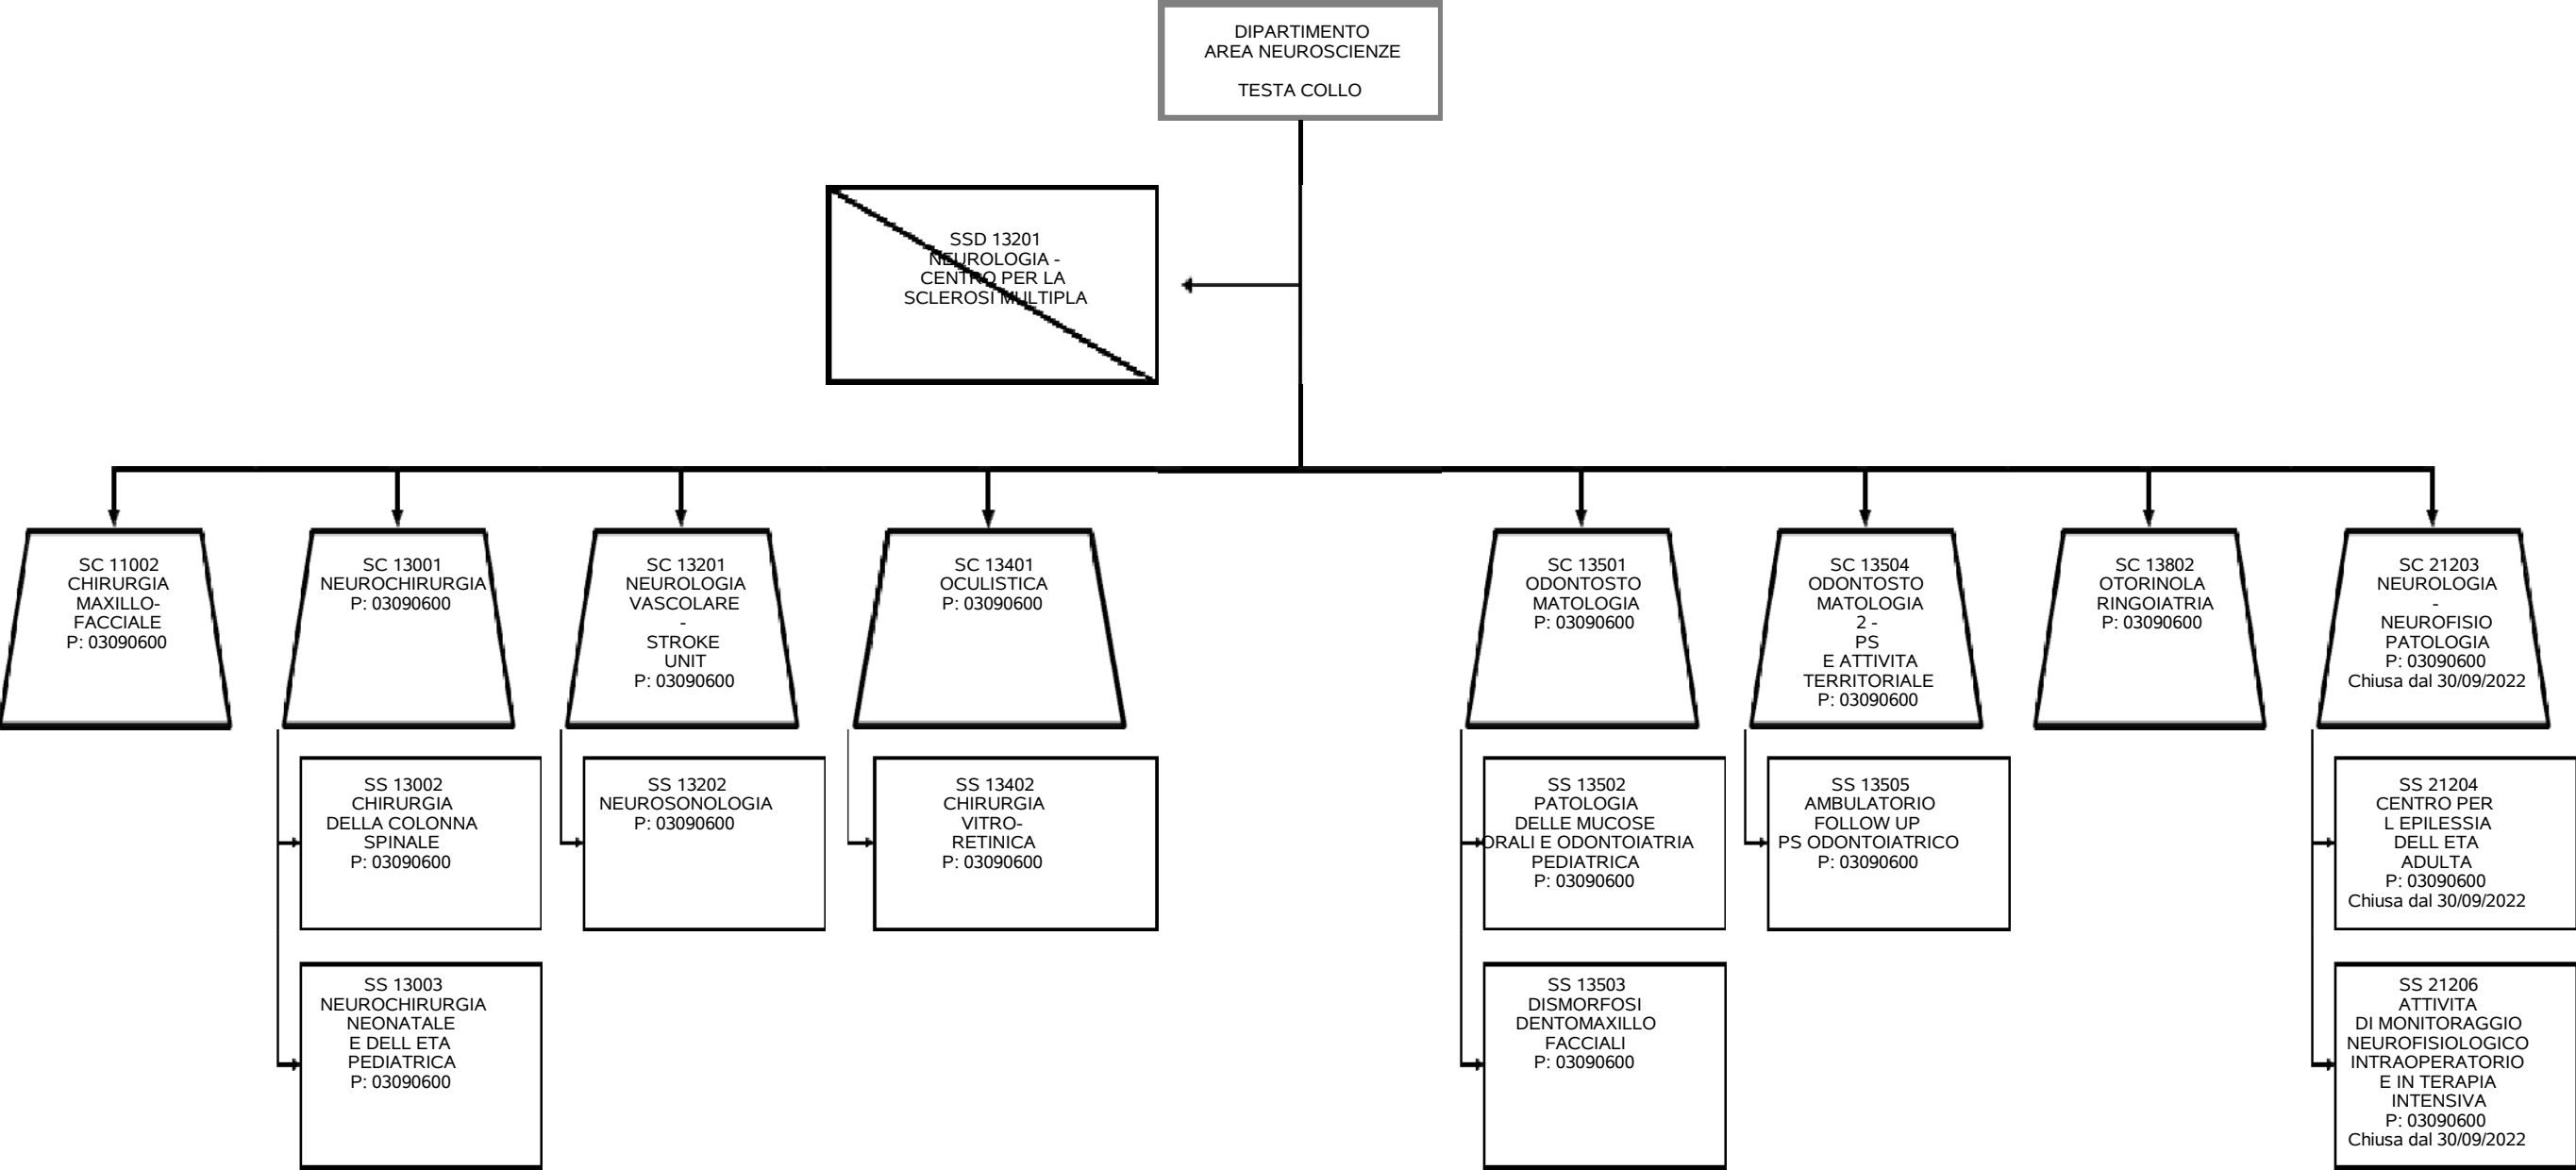 DIPARTIMENTO
AREA NEUROSCIENZE
TESTA COLLO
SSD 13201
NEUROLOGIA -
CENTRO PER LA
SCLEROSI MULTIPLA
SC 11002
CHIRURGIA
MAXILLO-
FACCIALE
P: 03090600
SC 13001
NEUROCHIRURGIA
P: 03090600
SC 13201
NEUROLOGIA
VASCOLARE
-
STROKE
UNIT
P: 03090600
SC 13401
OCULISTICA
P: 03090600
SC 13501
ODONTOSTO
MATOLOGIA
P: 03090600
SC 13504
ODONTOSTO
MATOLOGIA
2 -
PS
E ATTIVITA
TERRITORIALE
P: 03090600
SC 13802
OTORINOLA
RINGOIATRIA
P: 03090600
SC 21203
NEUROLOGIA
-
NEUROFISIO
PATOLOGIA
P: 03090600
Chiusa dal 30/09/2022
SS 13002
CHIRURGIA
DELLA COLONNA
SPINALE
P: 03090600
SS 13202
NEUROSONOLOGIA
P: 03090600
SS 13402
CHIRURGIA
VITRO-
RETINICA
P: 03090600
SS 13502
PATOLOGIA
DELLE MUCOSE
ORALI E ODONTOIATRIA
PEDIATRICA
P: 03090600
SS 13505
AMBULATORIO
FOLLOW UP
PS ODONTOIATRICO
P: 03090600
SS 21204
CENTRO PER
L EPILESSIA
DELL ETA
ADULTA
P: 03090600
Chiusa dal 30/09/2022
SS 13003
NEUROCHIRURGIA
NEONATALE
E DELL ETA
PEDIATRICA
P: 03090600
SS 13503
DISMORFOSI
DENTOMAXILLO
FACCIALI
P: 03090600
SS 21206
ATTIVITA
DI MONITORAGGIO
NEUROFISIOLOGICO
INTRAOPERATORIO
E IN TERAPIA
INTENSIVA
P: 03090600
Chiusa dal 30/09/2022